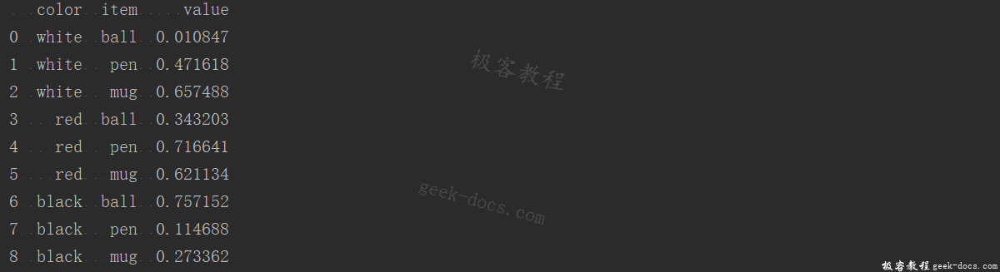 color item value
0 white ball 0.010847
1 white pen 0.471618
2 white mug 0.657488
3 red ball 0.343203
4 red pen 0.716641
5 red mug 0.621134
6 black ball 0.757152
7 black pen 0.114688
8 black mug 0.273362
极客教程
geek-docs.com
极客教程 geek-docs.com